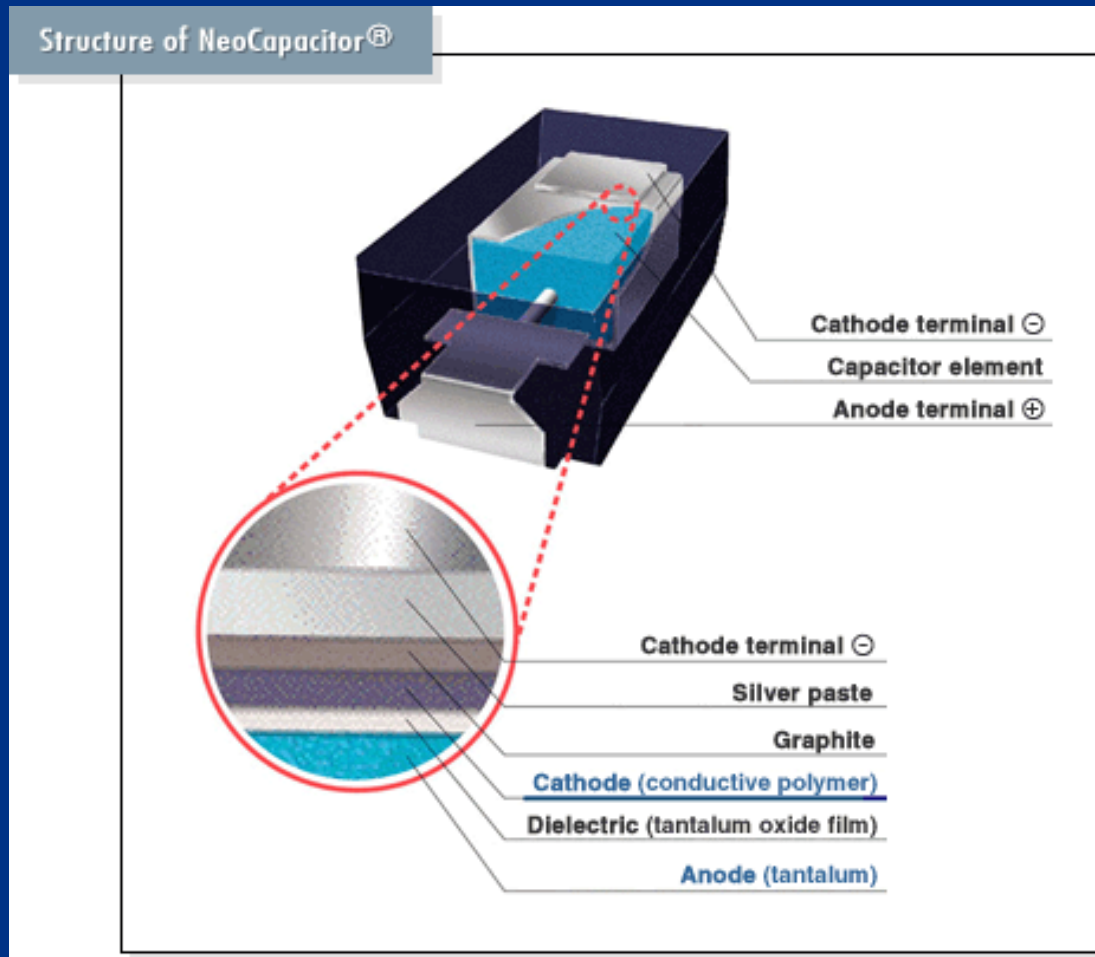 Structure of NeoCapacitor®
Cathode terminal ⊖
Capacitor element
Anode terminal ⊕
Cathode terminal ⊖
Silver paste
Graphite
Cathode (conductive polymer)
Dielectric (tantalum oxide film)
Anode (tantalum)